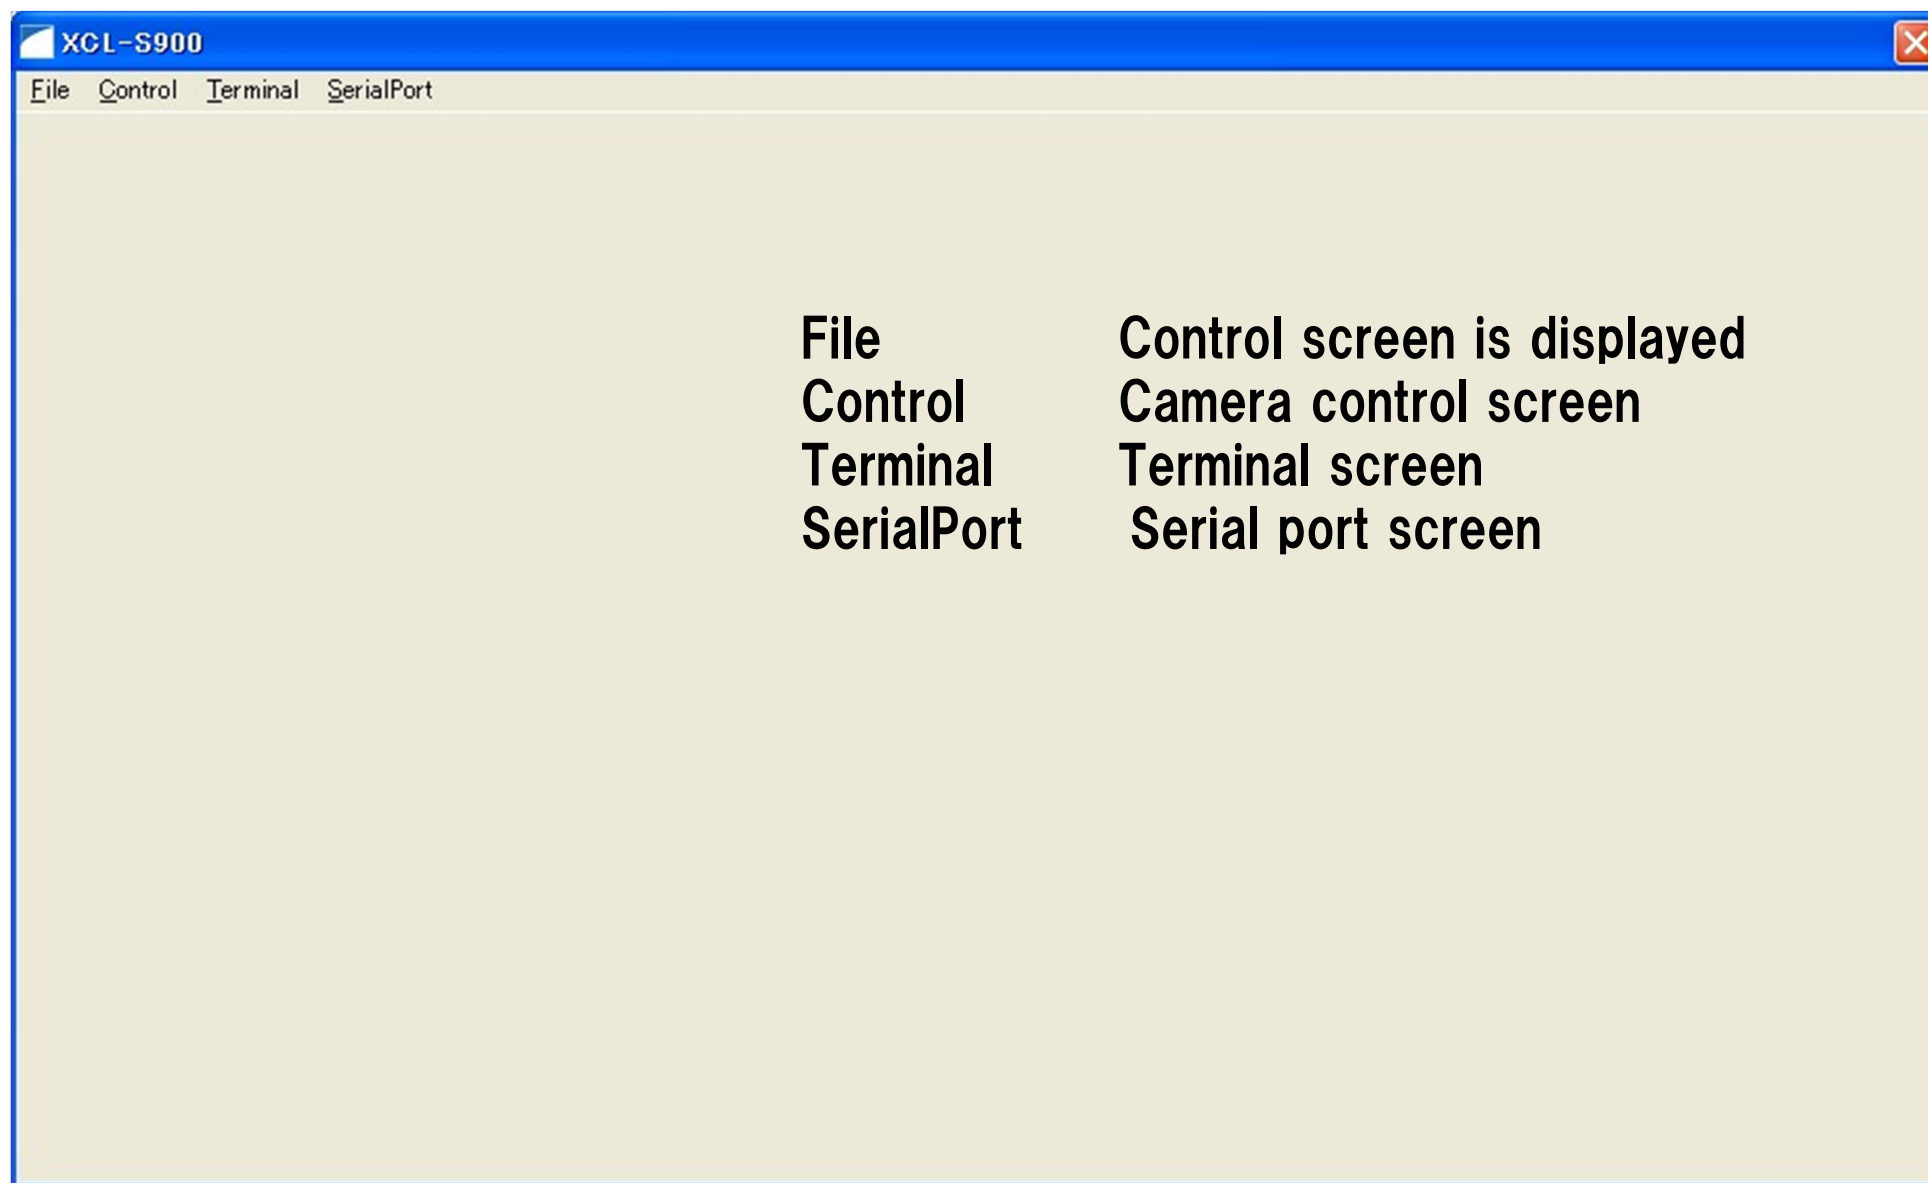 XCL-S900
File Control Terminal SerialPort
File Control screen is displayed
Control Camera control screen
Terminal Terminal screen
SerialPort Serial port screen